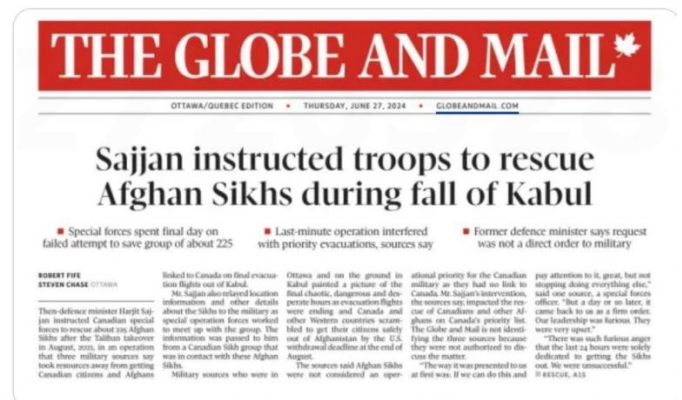 THE GLOBE AND MAIL*
OTTAWA/QUEBEC EDITION • THURSDAY, JUNE 27, 2024 • GLOBEANDMAIL.COM
Sajjan instructed troops to rescue
Afghan Sikhs during fall of Kabul
■ Special forces spent final day on
failed attempt to save group of about 225
■ Last-minute operation interfered
with priority evacuations, sources say
■ Former defence minister says request
was not a direct order to military
ROBERT FIFE
STEVEN CHASE OTTAWA
Then-defence minister Harjit Saj-
jan instructed Canadian special
forces to rescue about 225 Afghan
Sikhs after the Taliban takeover
in August, 2021, in an operation
that three military sources say
took resources away from getting
Canadian citizens and Afghans
linked to Canada on final evacua-
tion flights out of Kabul.
Mr. Sajjan also relayed location
information and other details
about the Sikhs to the military as
special operation forces worked
to meet up with the group. The
information was passed to him
from a Canadian Sikh group that
was in contact with these Afghan
Sikhs.
Military sources who were in
Ottawa and on the ground in
Kabul painted a picture of the
final chaotic, dangerous and des-
perate hours as evacuation flights
were ending and Canada and
other Western countries scram-
bled to get their citizens safely
out of Afghanistan by the U.S.
withdrawal deadline at the end of
August.
The sources said Afghan Sikhs
were not considered an oper-
ational priority for the Canadian
military as they had no link to
Canada. Mr. Sajjan's intervention,
the sources say, impacted the res-
cue of Canadians and other Af-
ghans on Canada's priority list.
The Globe and Mail is not identi-
fying the three sources because
they were not authorized to dis-
cuss the matter.
"The way it was presented to us
at first was: If we can do this and
pay attention to it, great, but not
stopping doing everything else,"
said one source, a special forces
officer. "But a day or so later, it
came back to us as a firm order.
Our leadership was furious. They
were very upset."
"There was such furious anger
that the last 24 hours were solely
dedicated to getting the Sikhs
out. We were unsuccessful."
RESCUE, A15